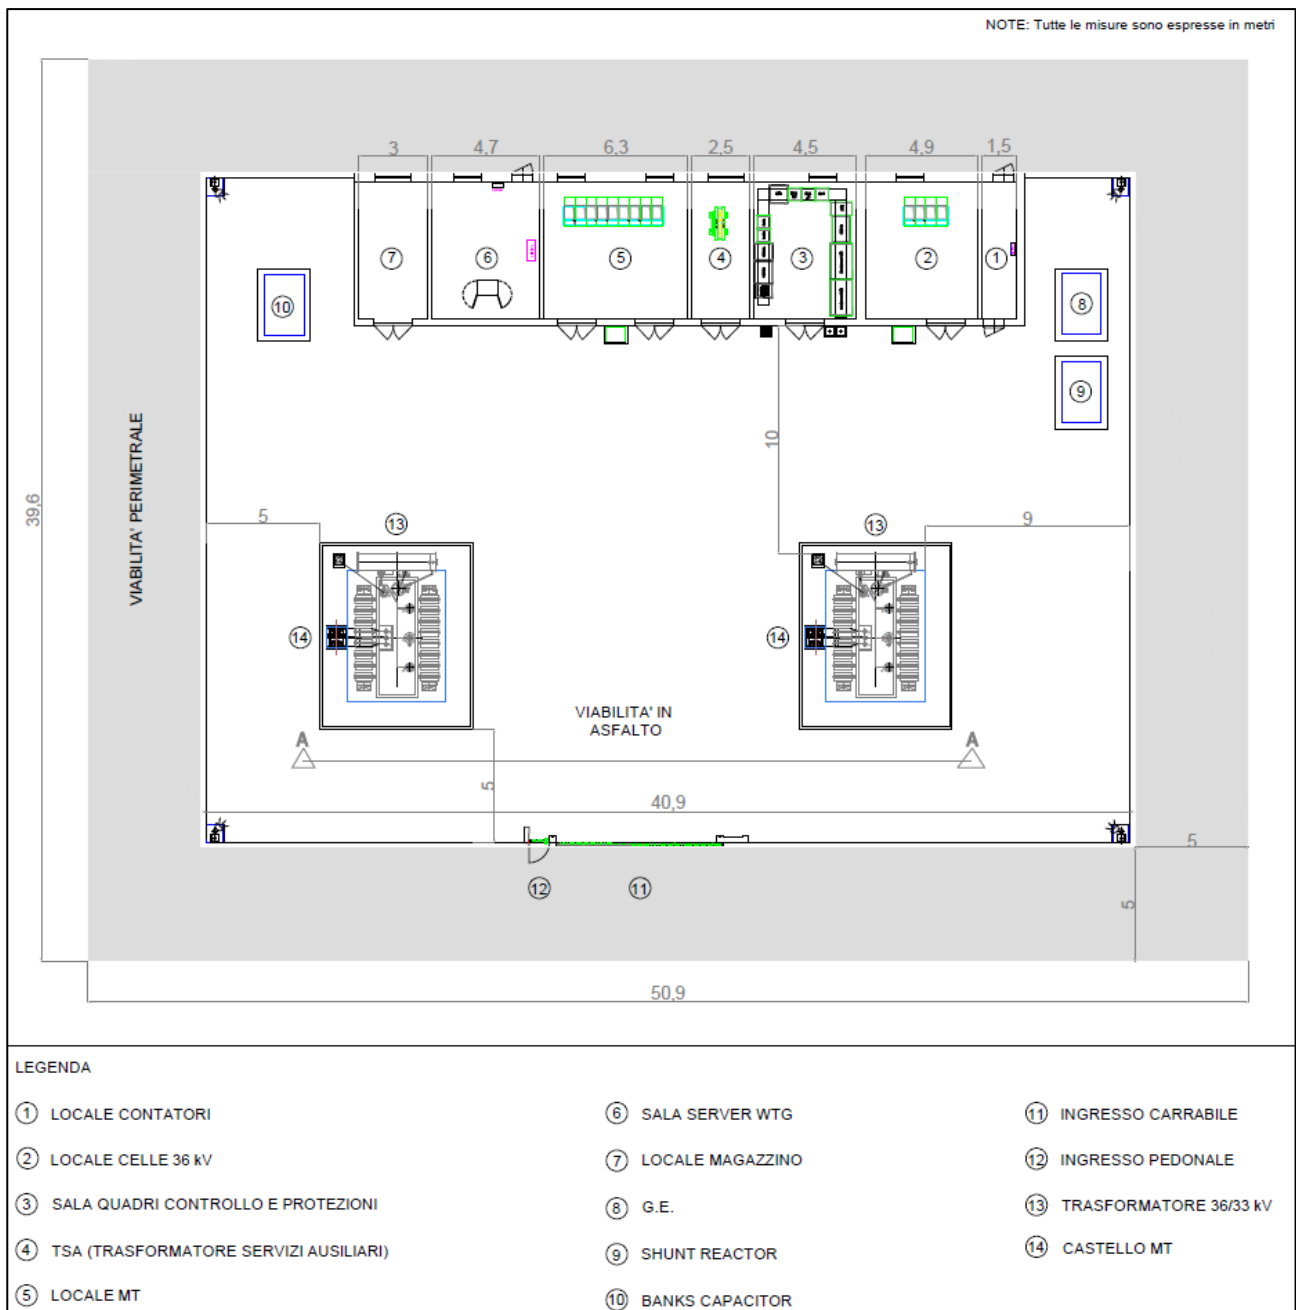 NOTE: Tutte le misure sono espresse in metri
3
4,7
6,3
2,5
4,5
4,9
1,5
7
6
5
4
3
2
1
10
8
9
10
39,6
VIABILITA' PERIMETRALE
5
13
13
9
14
14
VIABILITA' IN
ASFALTO
A
A
5
40,9
5
12
11
5
50,9
LEGENDA
1 LOCALE CONTATORI
2 LOCALE CELLE 36 kV
3 SALA QUADRI CONTROLLO E PROTEZIONI
4 TSA (TRASFORMATORE SERVIZI AUSILIARI)
5 LOCALE MT
6 SALA SERVER WTG
7 LOCALE MAGAZZINO
8 G.E.
9 SHUNT REACTOR
10 BANKS CAPACITOR
11 INGRESSO CARRABILE
12 INGRESSO PEDONALE
13 TRASFORMATORE 36/33 kV
14 CASTELLO MT